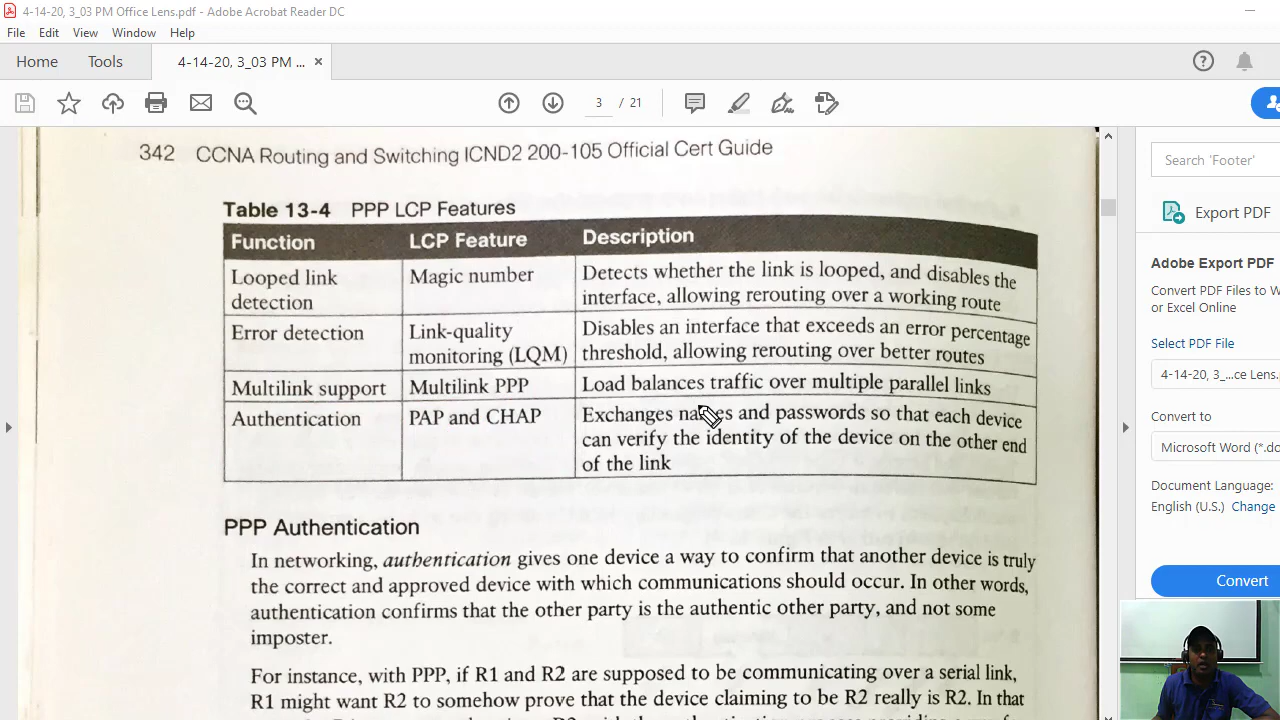 4-14-20, 3_03 PM Office Lens.pdf - Adobe Acrobat Reader DC
File Edit View Window Help
Home Tools 4-14-20, 3_03 PM ... ×
3 / 21
342 CCNA Routing and Switching ICND2 200-105 Official Cert Guide
Table 13-4 PPP LCP Features
Function LCP Feature Description
Looped link Magic number Detects whether the link is looped, and disables the
detection interface, allowing rerouting over a working route
Error detection Link-quality Disables an interface that exceeds an error percentage
monitoring (LQM) threshold, allowing rerouting over better routes
Multilink support Multilink PPP Load balances traffic over multiple parallel links
Authentication PAP and CHAP Exchanges names and passwords so that each device
can verify the identity of the device on the other end
of the link
PPP Authentication
In networking, authentication gives one device a way to confirm that another device is truly
the correct and approved device with which communications should occur. In other words,
authentication confirms that the other party is the authentic other party, and not some
imposter.
For instance, with PPP, if R1 and R2 are supposed to be communicating over a serial link,
R1 might want R2 to somehow prove that the device claiming to be R2 really is R2. In that
Search 'Footer'
Export PDF
Adobe Export PDF
Convert PDF Files to W
or Excel Online
Select PDF File
4-14-20, 3_...ce Lens.
Convert to
Microsoft Word (*.do
Document Language:
English (U.S.) Change
Convert